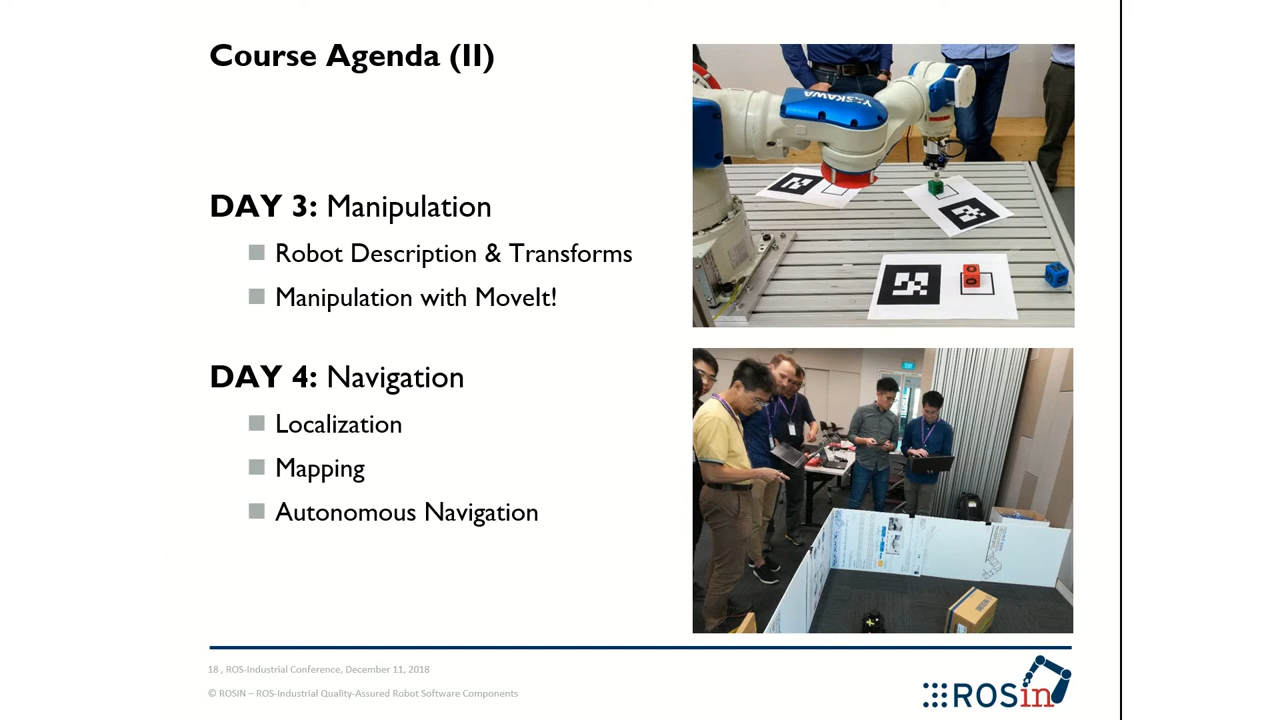 Course Agenda (II)
DAY 3: Manipulation
Robot Description & Transforms
Manipulation with MoveIt!
DAY 4: Navigation
Localization
Mapping
Autonomous Navigation
YASKAWA
18 , ROS-Industrial Conference, December 11, 2018
© ROSIN – ROS-Industrial Quality-Assured Robot Software Components
ROSin